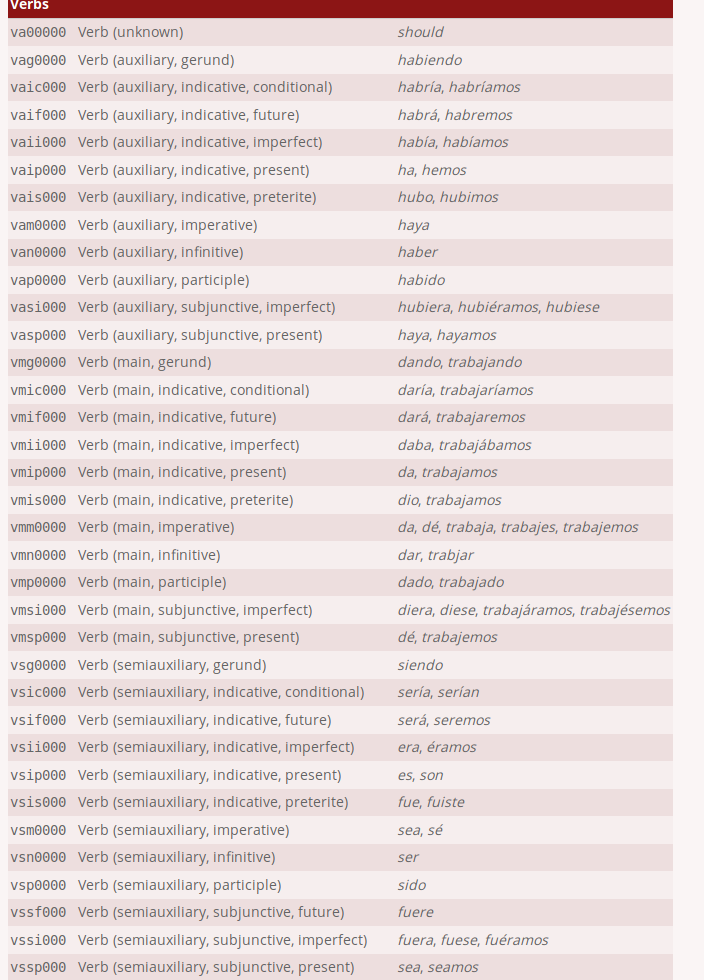 Verbs
va00000 Verb (unknown) should
vag0000 Verb (auxiliary, gerund) habiendo
vaic000 Verb (auxiliary, indicative, conditional) habría, habríamos
vaif000 Verb (auxiliary, indicative, future) habrá, habremos
vaii000 Verb (auxiliary, indicative, imperfect) había, habíamos
vaip000 Verb (auxiliary, indicative, present) ha, hemos
vais000 Verb (auxiliary, indicative, preterite) hubo, hubimos
vam0000 Verb (auxiliary, imperative) haya
van0000 Verb (auxiliary, infinitive) haber
vap0000 Verb (auxiliary, participle) habido
vasi000 Verb (auxiliary, subjunctive, imperfect) hubiera, hubiéramos, hubiese
vasp000 Verb (auxiliary, subjunctive, present) haya, hayamos
vmg0000 Verb (main, gerund) dando, trabajando
vmic000 Verb (main, indicative, conditional) daría, trabajaríamos
vmif000 Verb (main, indicative, future) dará, trabajaremos
vmii000 Verb (main, indicative, imperfect) daba, trabajábamos
vmip000 Verb (main, indicative, present) da, trabajamos
vmis000 Verb (main, indicative, preterite) dio, trabajamos
vmm0000 Verb (main, imperative) da, dé, trabaja, trabajes, trabajemos
vmn0000 Verb (main, infinitive) dar, trabjar
vmp0000 Verb (main, participle) dado, trabajado
vmsi000 Verb (main, subjunctive, imperfect) diera, diese, trabajáramos, trabajésemos
vmsp000 Verb (main, subjunctive, present) dé, trabajemos
vsg0000 Verb (semiauxiliary, gerund) siendo
vsic000 Verb (semiauxiliary, indicative, conditional) sería, serían
vsif000 Verb (semiauxiliary, indicative, future) será, seremos
vsii000 Verb (semiauxiliary, indicative, imperfect) era, éramos
vsip000 Verb (semiauxiliary, indicative, present) es, son
vsis000 Verb (semiauxiliary, indicative, preterite) fue, fuiste
vsm0000 Verb (semiauxiliary, imperative) sea, sé
vsn0000 Verb (semiauxiliary, infinitive) ser
vsp0000 Verb (semiauxiliary, participle) sido
vssf000 Verb (semiauxiliary, subjunctive, future) fuere
vssi000 Verb (semiauxiliary, subjunctive, imperfect) fuera, fuese, fuéramos
vssp000 Verb (semiauxiliary, subjunctive, present) sea, seamos